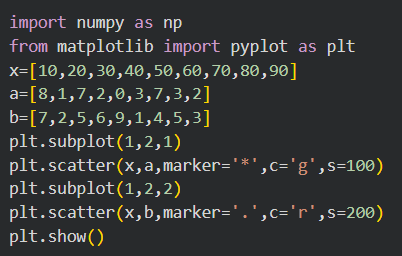 import numpy as np
from matplotlib import pyplot as plt
x=[10,20,30,40,50,60,70,80,90]
a=[8,1,7,2,0,3,7,3,2]
b=[7,2,5,6,9,1,4,5,3]
plt.subplot(1,2,1)
plt.scatter(x,a,marker='*',c='g',s=100)
plt.subplot(1,2,2)
plt.scatter(x,b,marker='.',c='r',s=200)
plt.show()